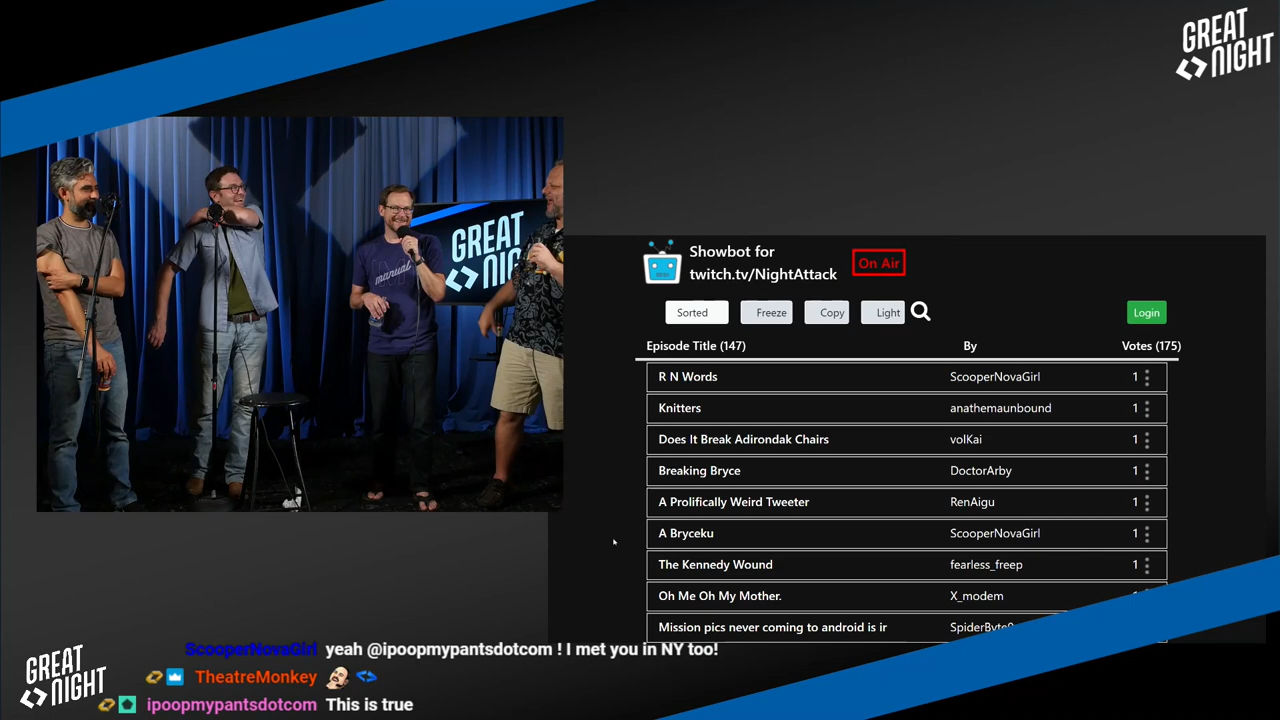 GREAT
NIGHT
manual
GREAT
Showbot for
twitch.tv/NightAttack
On Air
Sorted
Freeze
Copy
Light
Login
Episode Title (147)
By
Votes (175)
R N Words
ScooperNovaGirl
1
Knitters
anathemaunbound
1
Does It Break Adirondak Chairs
volKai
1
Breaking Bryce
DoctorArby
1
A Prolifically Weird Tweeter
RenAigu
1
A Bryceku
ScooperNovaGirl
1
The Kennedy Wound
fearless_freep
1
Oh Me Oh My Mother.
X_modem
Mission pics never coming to android is ir
GREAT
NIGHT
ScooperNovaGirl yeah @ipoopmypantsdotcom ! I met you in NY too!
TheatreMonkey
ipoopmypantsdotcom This is true